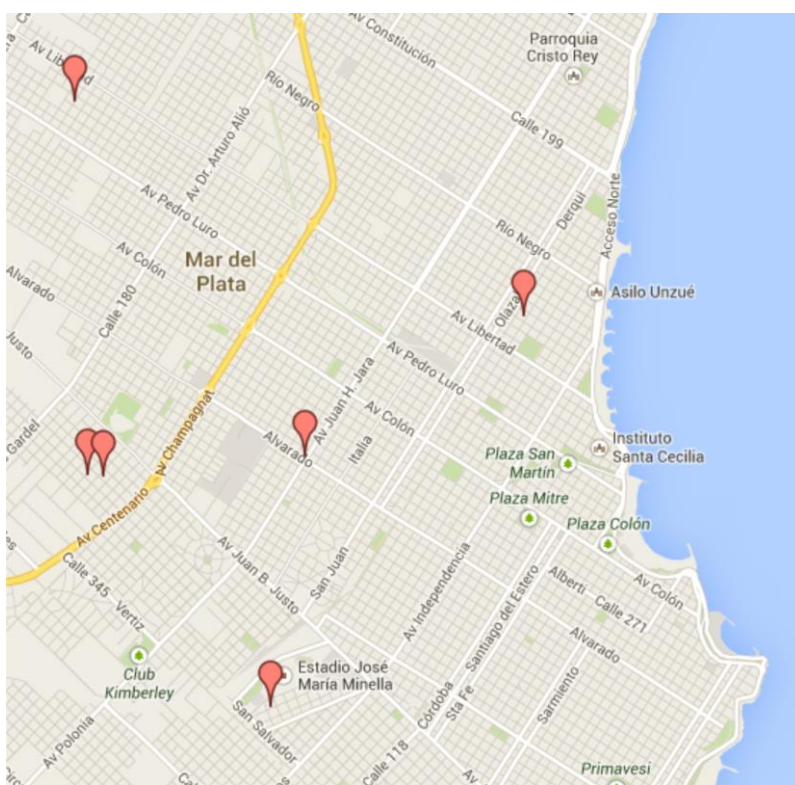 Av Constitución
Parroquia
Cristo Rey
Av Libertad
Río Negro
Calle 199
Av Dr. Arturo Alió
Av Pedro Luro
Derqui
Acceso Norte
Río Negro
Av Colón
Mar del
Plata
Asilo Unzué
Alvarado
Calle 180
Av Libertad
Justo
Av Pedro Luro
Av Juan H. Jara
Av Champagnat
Av Colón
Gardel
Alvarado
Italia
Instituto
Santa Cecilia
Plaza San
Martín
Plaza Mitre
Plaza Colón
Av Centenario
Av Juan B. Justo
San Juan
Av Independencia
Calle 345
Vertiz
Santiago del Estero
Alberti
Av Colón
Calle 271
Alvarado
Club
Kimberley
Estadio José
María Minella
San Salvador
Córdoba
Sta Fe
Sarmiento
Av Polonia
Calle 118
Primavesi